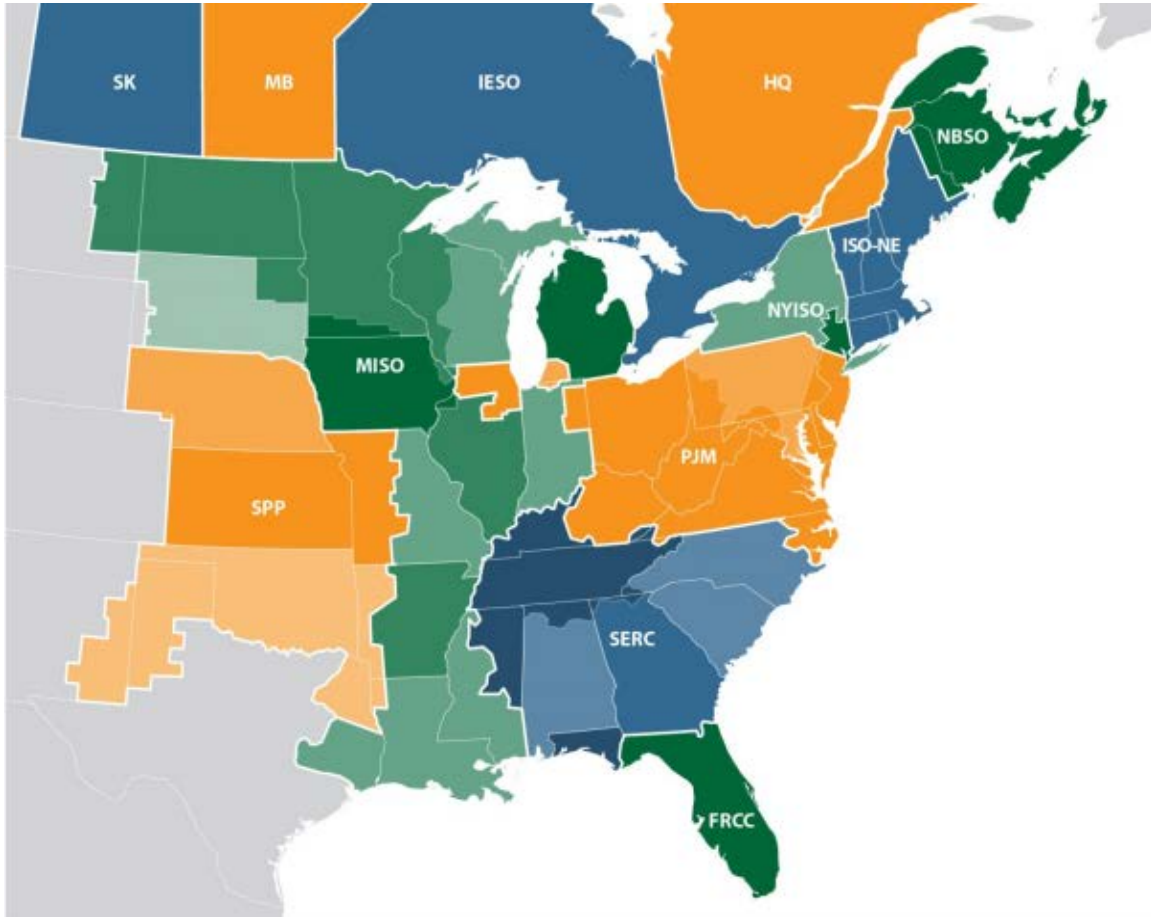 SK
MB
IESO
HQ
NBSO
ISO-NE
NYISO
MISO
PJM
SPP
SERC
FRCC